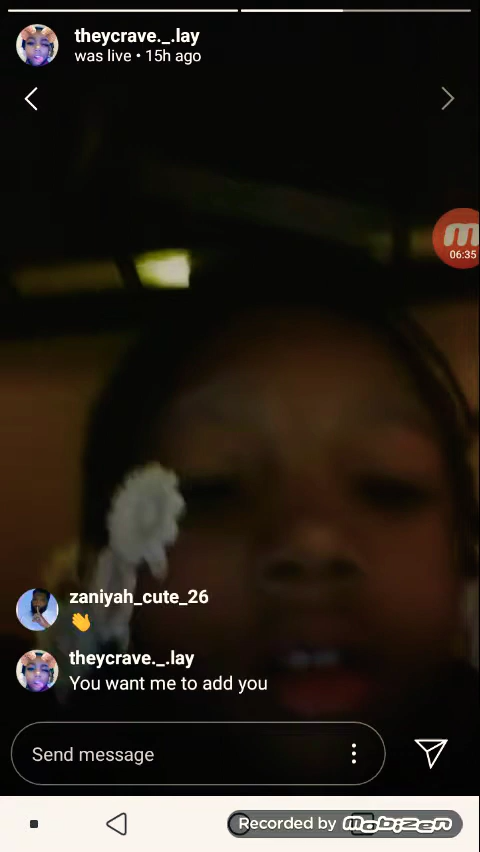 theycrave._.lay
was live • 15h ago
m
06:35
zaniyah_cute_26
👋
theycrave._.lay
You want me to add you
Send message
Recorded by mobizen